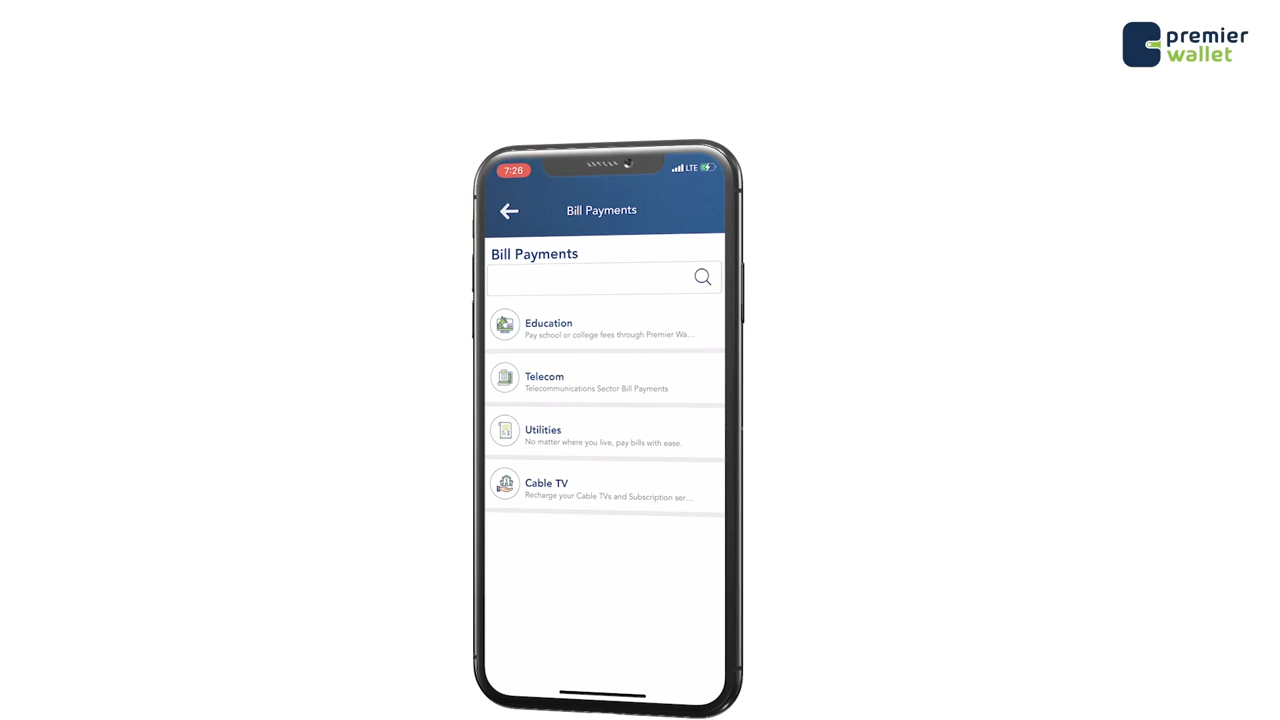 premier
wallet
7:26
LTE
Bill Payments
Bill Payments
Education
Pay school or college fees through Premier Wa...
Telecom
Telecommunications Sector Bill Payments
Utilities
No matter where you live, pay bills with ease.
Cable TV
Recharge your Cable TVs and Subscription ser...